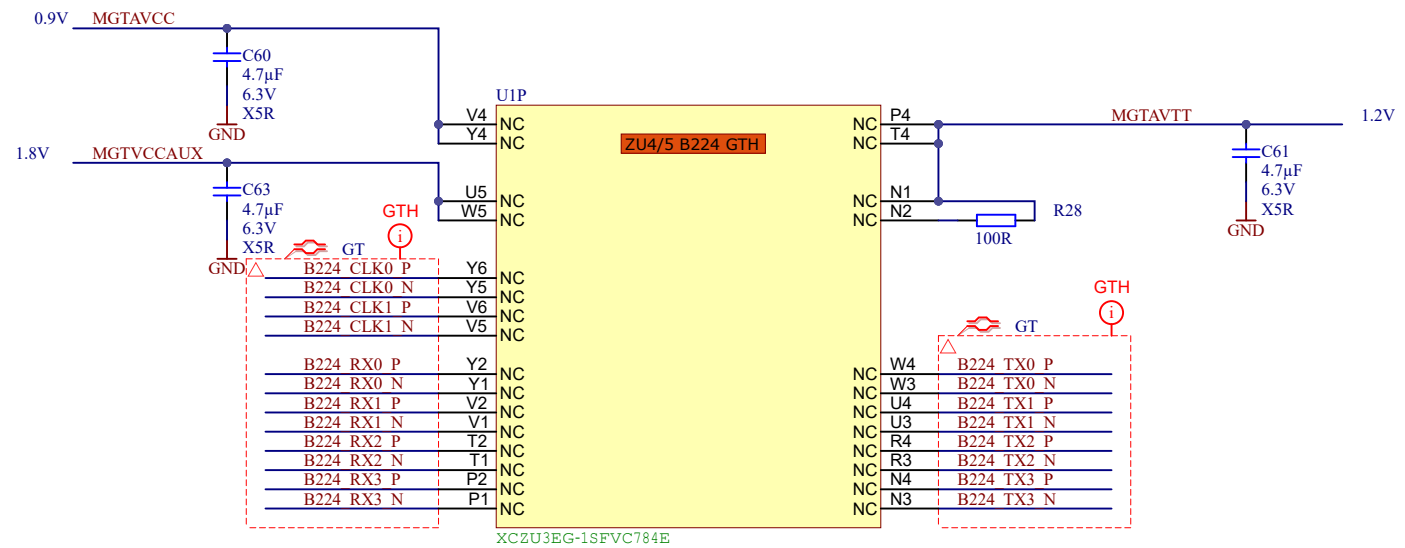 0.9V
MGTAVCC
C60
4.7µF
6.3V
X5R
GND
1.8V
MGTVCCAUX
C63
4.7µF
6.3V
X5R
GND
U1P
ZU4/5 B224 GTH
V4 NC
Y4 NC
U5 NC
W5 NC
GTH
i
GT
B224_CLK0_P Y6 NC
B224_CLK0_N Y5 NC
B224_CLK1_P V6 NC
B224_CLK1_N V5 NC
B224_RX0_P Y2 NC
B224_RX0_N Y1 NC
B224_RX1_P V2 NC
B224_RX1_N V1 NC
B224_RX2_P T2 NC
B224_RX2_N T1 NC
B224_RX3_P P2 NC
B224_RX3_N P1 NC
NC P4
NC T4
NC N1
NC N2
MGTAVTT
1.2V
C61
4.7µF
6.3V
X5R
GND
R28
100R
GTH
i
GT
NC W4 B224_TX0_P
NC W3 B224_TX0_N
NC U4 B224_TX1_P
NC U3 B224_TX1_N
NC R4 B224_TX2_P
NC R3 B224_TX2_N
NC N4 B224_TX3_P
NC N3 B224_TX3_N
XCZU3EG-1SFVC784E